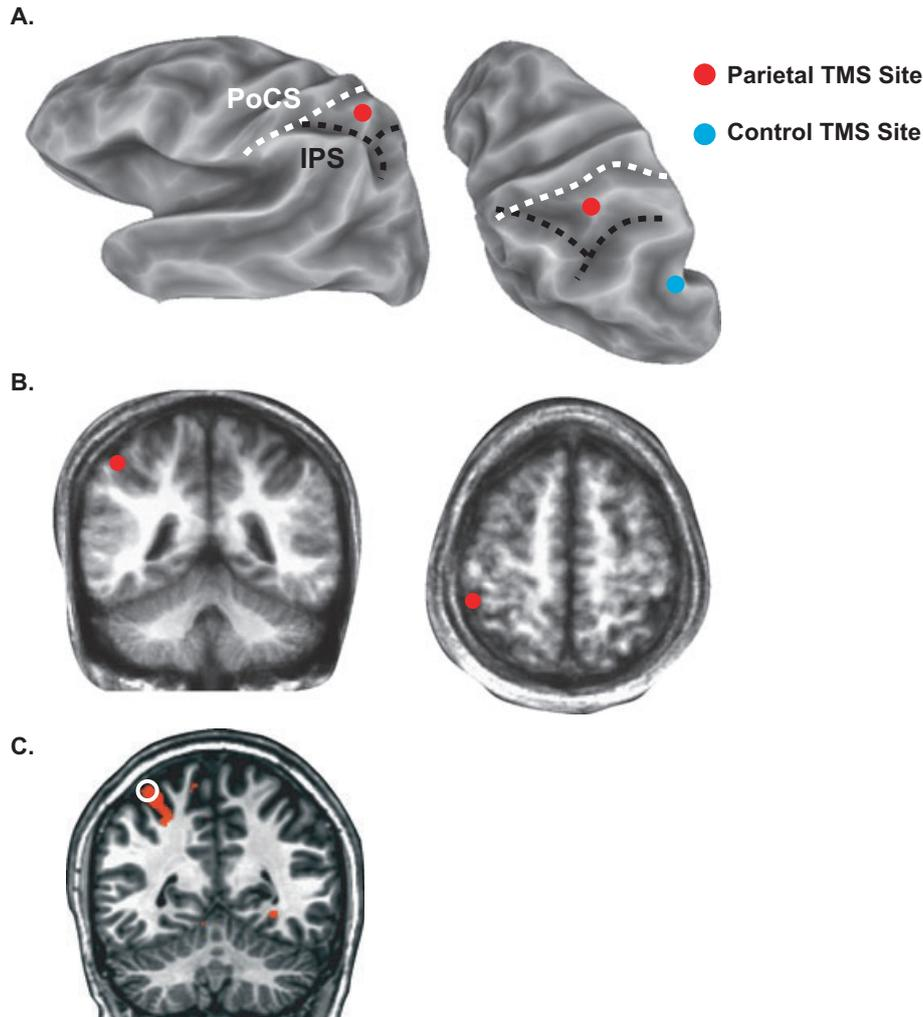 A.
PoCS
IPS
Parietal TMS Site
Control TMS Site
B.
C.